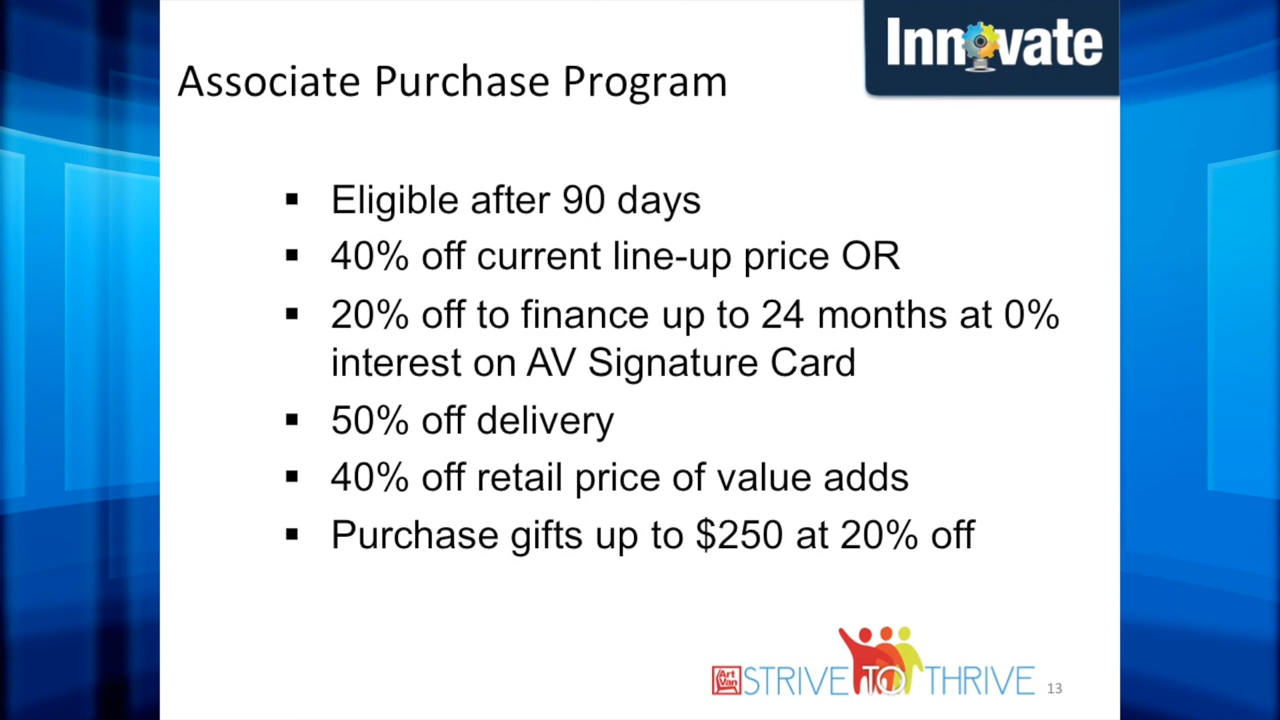 Innovate
Associate Purchase Program
▪ Eligible after 90 days
▪ 40% off current line-up price OR
▪ 20% off to finance up to 24 months at 0%
interest on AV Signature Card
▪ 50% off delivery
▪ 40% off retail price of value adds
▪ Purchase gifts up to $250 at 20% off
Art
Van
STRIVE TO THRIVE
13